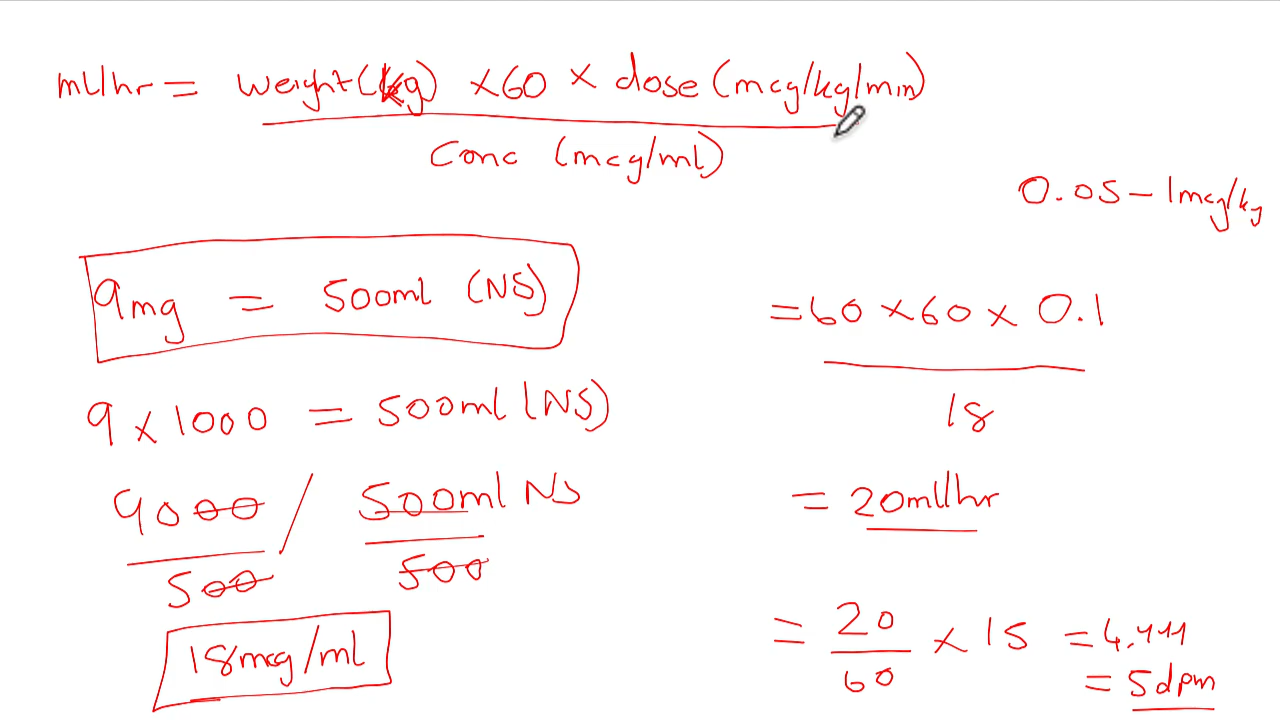 ml/hr = weight(kg) x60 x dose (mcg/kg/min)
conc (mcg/ml)
0.05 – 1mcg/kg
9mg = 500ml (NS)
9 x 1000 = 500ml (NS)
9000 / 500ml NS
500 500
18mcg/ml
= 60 x 60 x 0.1
18
= 20ml/hr
= 20 x 15 = 4.999
60
= 5dpm